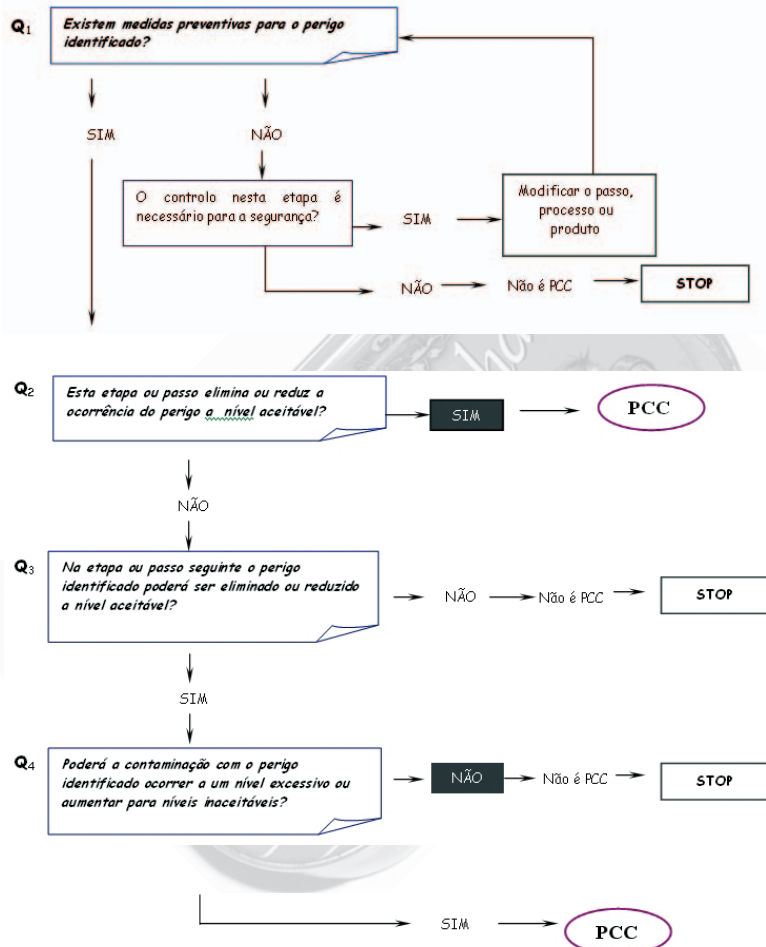 Q1
Existem medidas preventivas para o perigo
identificado?
SIM
NÃO
O controlo nesta etapa é
necessário para a segurança?
SIM
Modificar o passo,
processo ou
produto
NÃO
Não é PCC
STOP
Q2
Esta etapa ou passo elimina ou reduz a
ocorrência do perigo a nível aceitável?
SIM
PCC
NÃO
Q3
Na etapa ou passo seguinte o perigo
identificado poderá ser eliminado ou reduzido
a nível aceitável?
NÃO
Não é PCC
STOP
SIM
Q4
Poderá a contaminação com o perigo
identificado ocorrer a um nível excessivo ou
aumentar para níveis inaceitáveis?
NÃO
Não é PCC
STOP
SIM
PCC